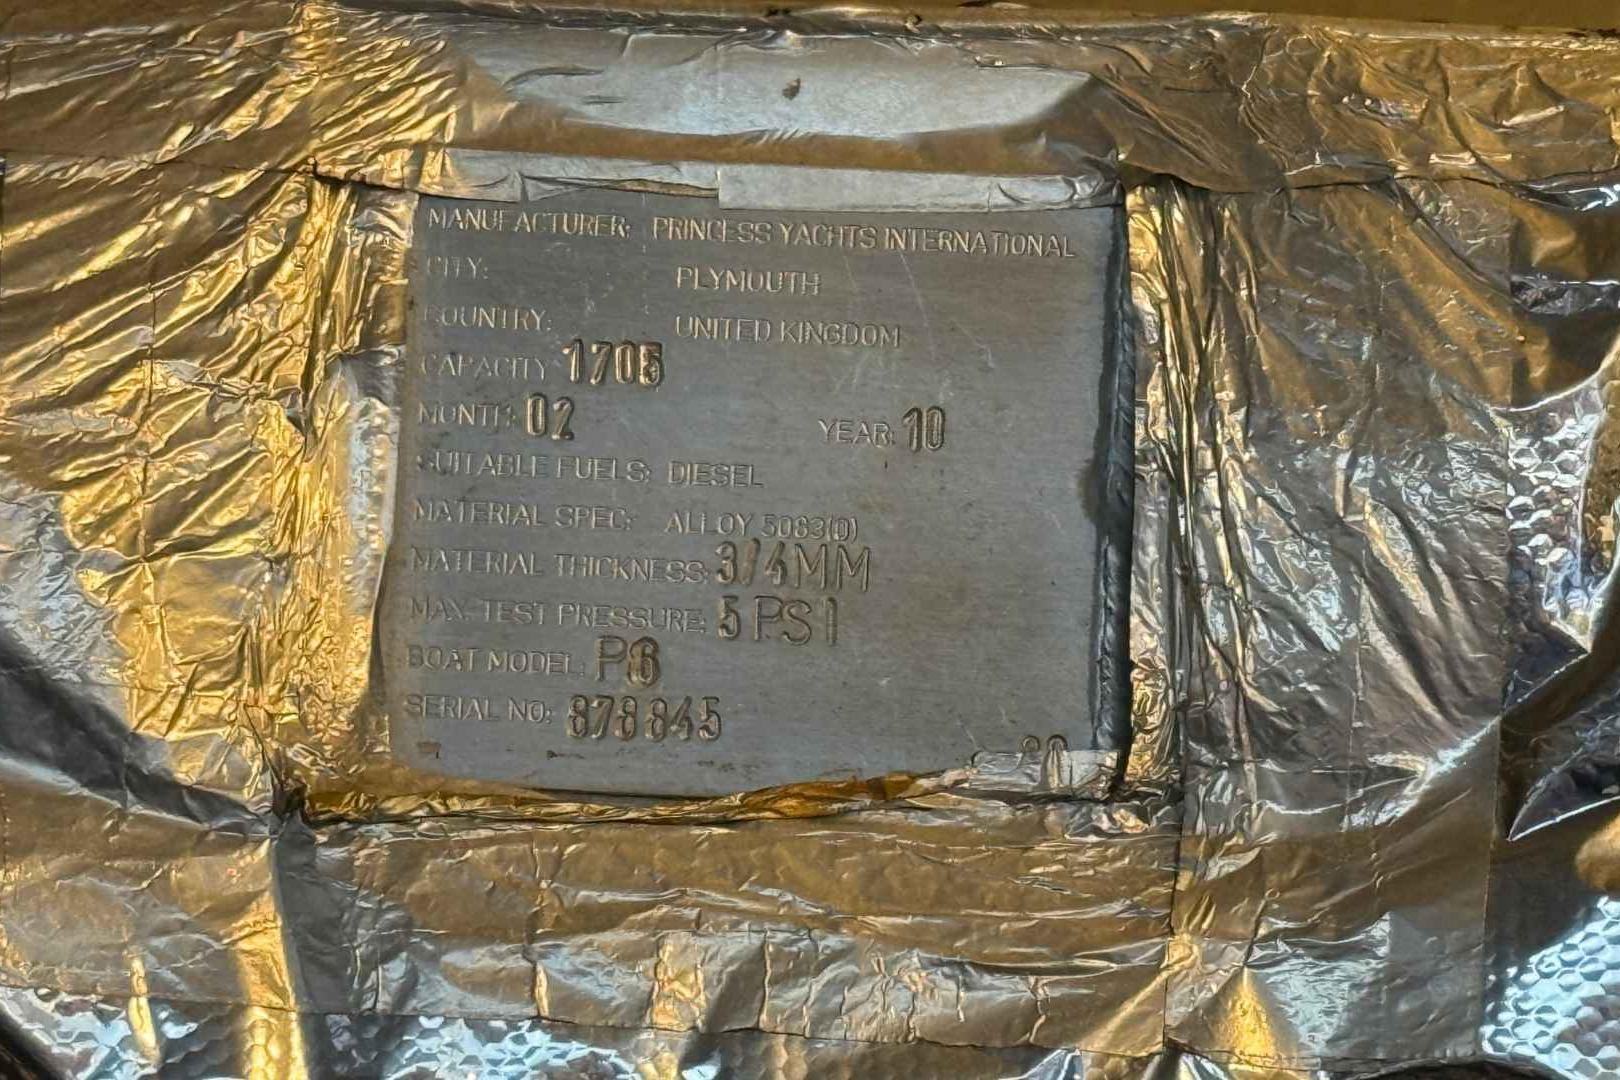 MANUFACTURER: PRINCESS YACHTS INTERNATIONAL
CITY: PLYMOUTH
COUNTRY: UNITED KINGDOM
CAPACITY 1705
MONTH: 02 YEAR: 10
SUITABLE FUELS: DIESEL
MATERIAL SPEC: ALLOY 5083(0)
MATERIAL THICKNESS: 3/4MM
MAX. TEST PRESSURE: 5 PSI
BOAT MODEL:
SERIAL NO: 878845